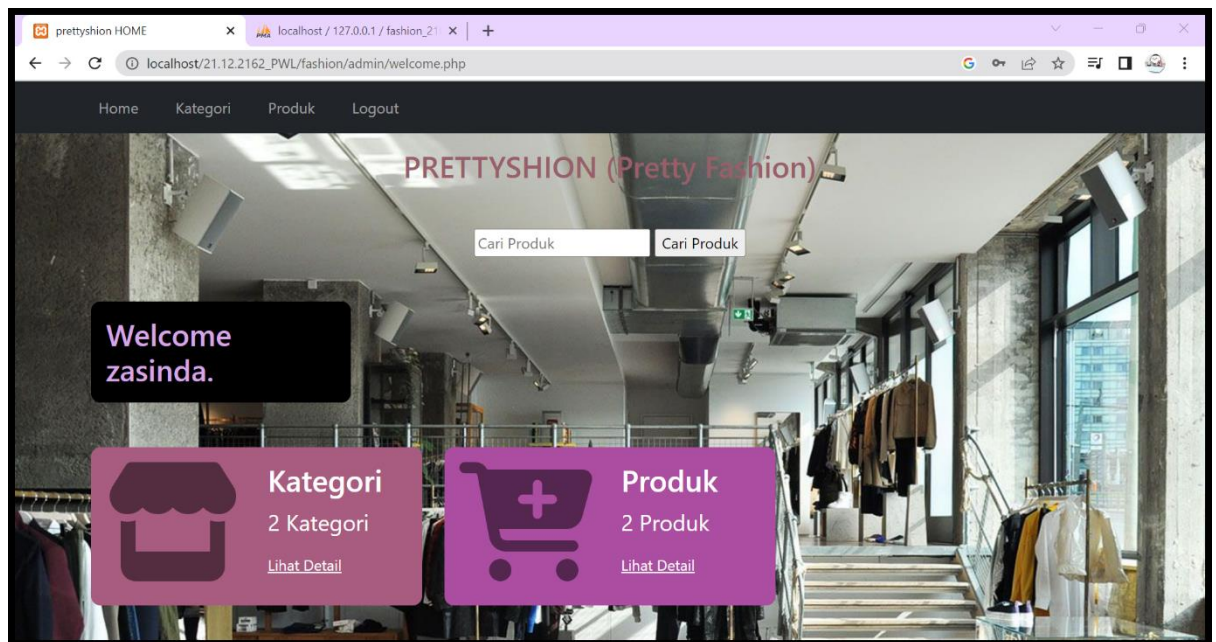 prettyshion HOME
localhost / 127.0.0.1 / fashion_21
localhost/21.12.2162_PWL/fashion/admin/welcome.php
Home Kategori Produk Logout
PRETTYSHION (Pretty Fashion)
Cari Produk Cari Produk
Welcome
zasinda.
Kategori
2 Kategori
Lihat Detail
Produk
2 Produk
Lihat Detail